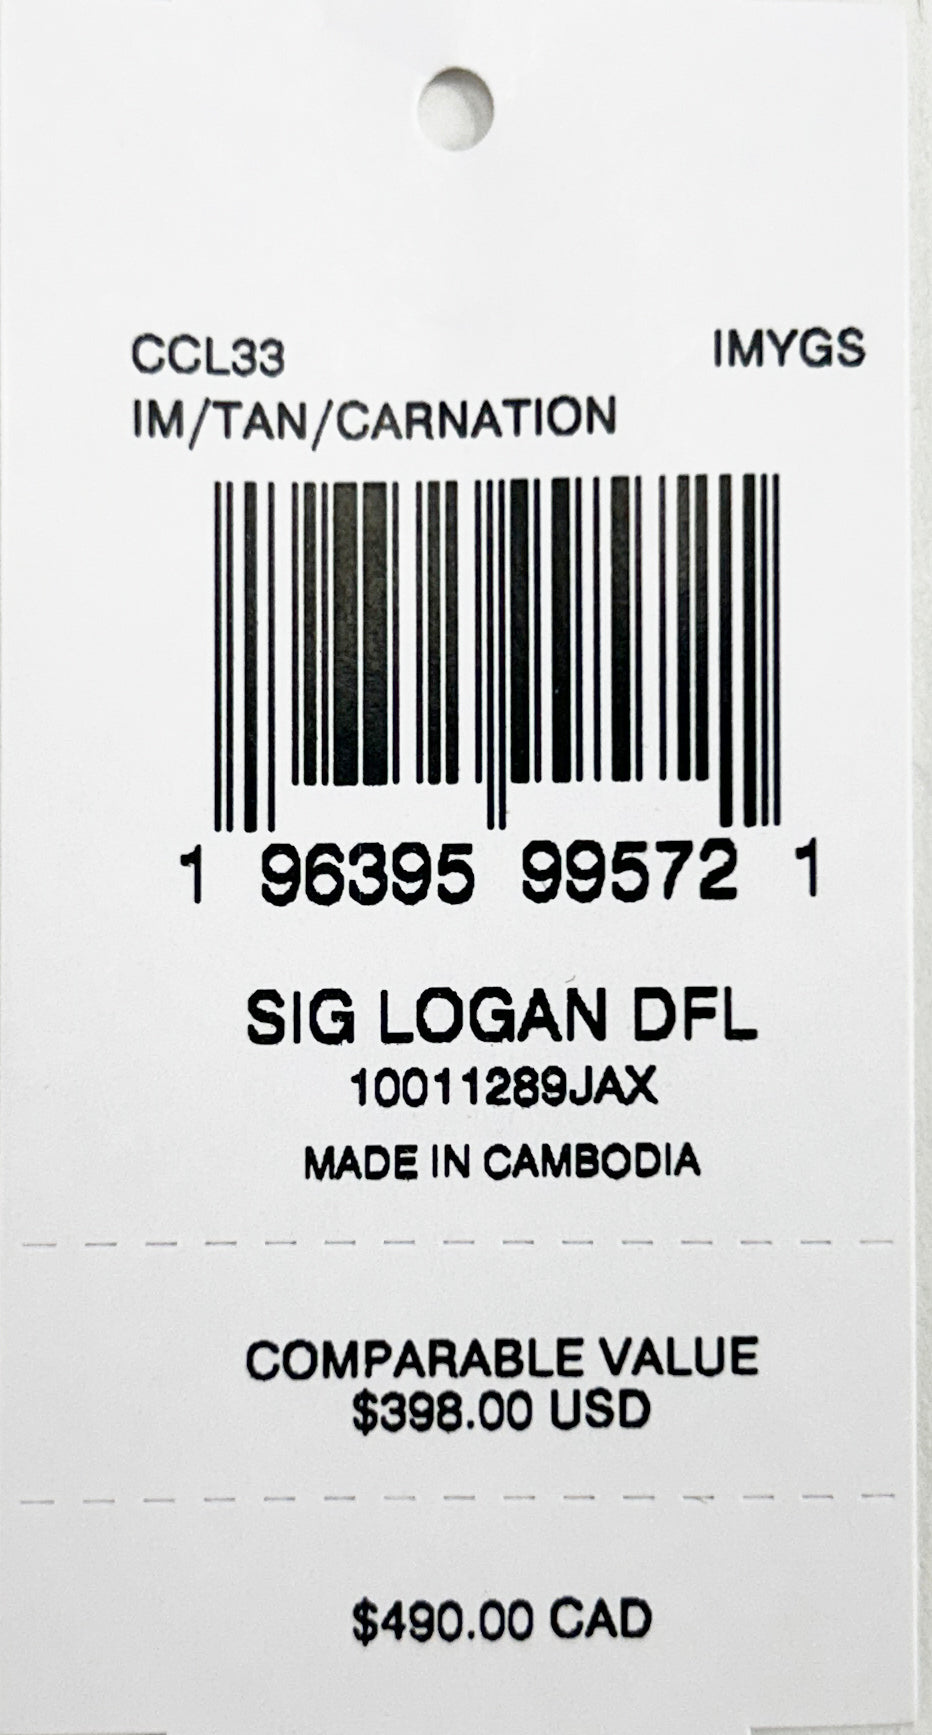 CCL33 IMYGS
IM/TAN/CARNATION
1 96395 99572 1
SIG LOGAN DFL
10011289JAX
MADE IN CAMBODIA
COMPARABLE VALUE
$398.00 USD
$490.00 CAD